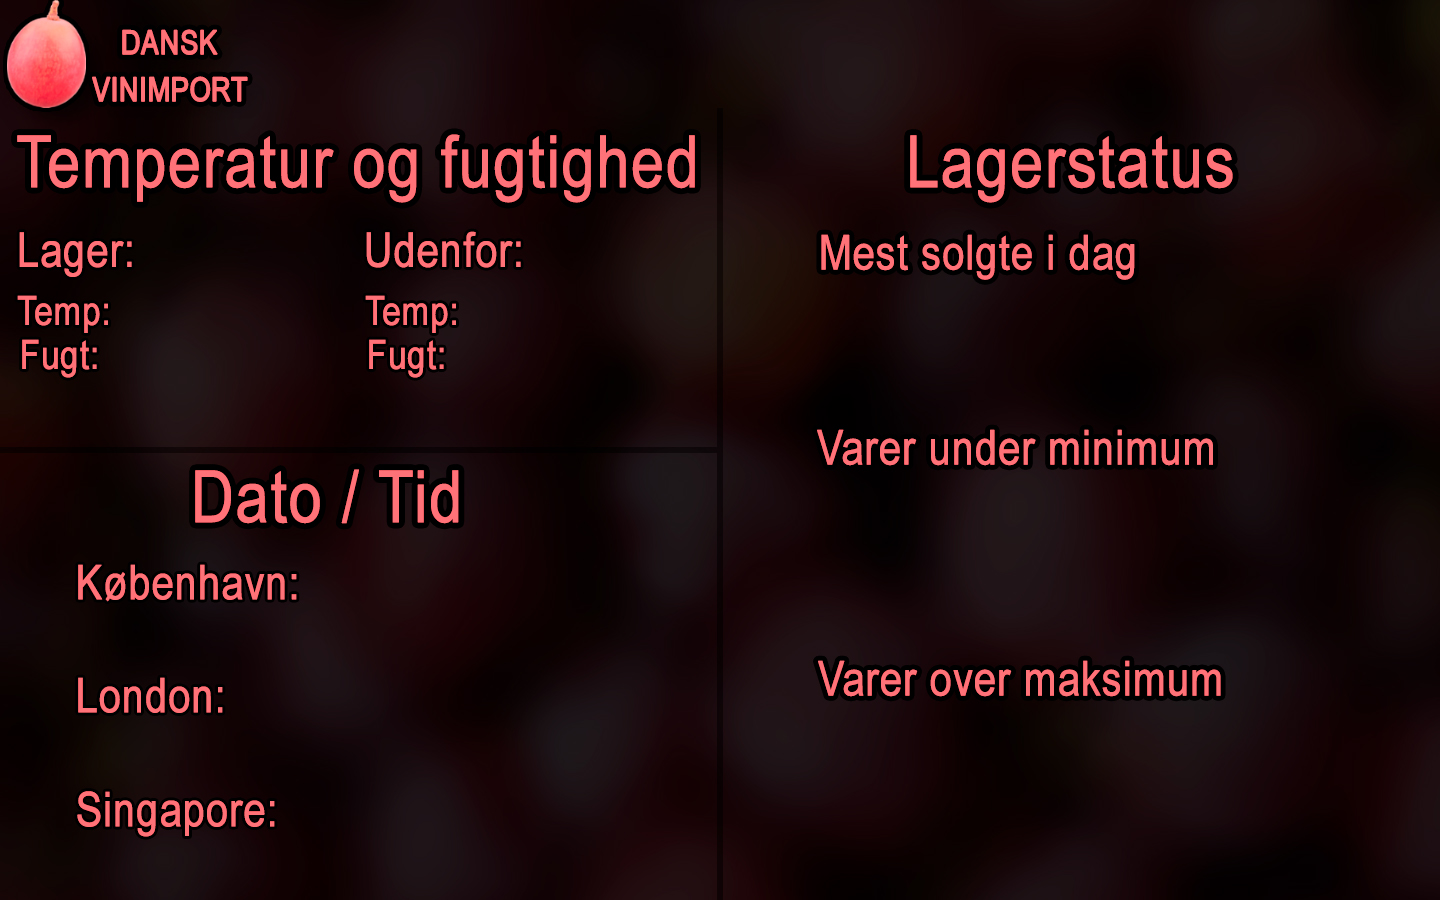 DANSK
VINIMPORT
Temperatur og fugtighed
Lager:
Temp:
Fugt:
Udenfor:
Temp:
Fugt:
Dato / Tid
København:
London:
Singapore:
Lagerstatus
Mest solgte i dag
Varer under minimum
Varer over maksimum